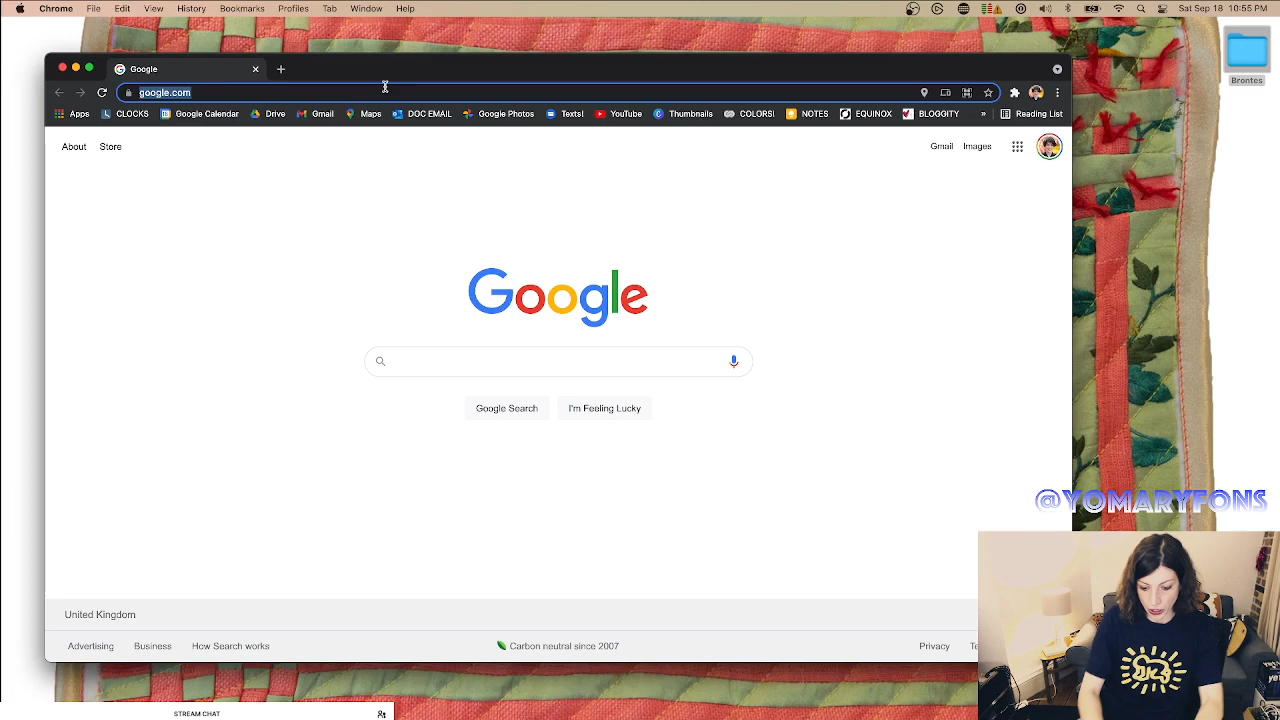 Chrome File Edit View History Bookmarks Profiles Tab Window Help
Sat Sep 18 10:55 PM
Brontes
Google
google.com
Apps CLOCKS Google Calendar Drive Gmail Maps DOC EMAIL Google Photos Texts! YouTube Thumbnails COLORS! NOTES EQUINOX BLOGGITY » Reading List
About Store
Gmail Images
Google
Google Search I'm Feeling Lucky
@YOMARYFONS
United Kingdom
Advertising Business How Search works
Carbon neutral since 2007
Privacy Te
yo
STREAM CHAT